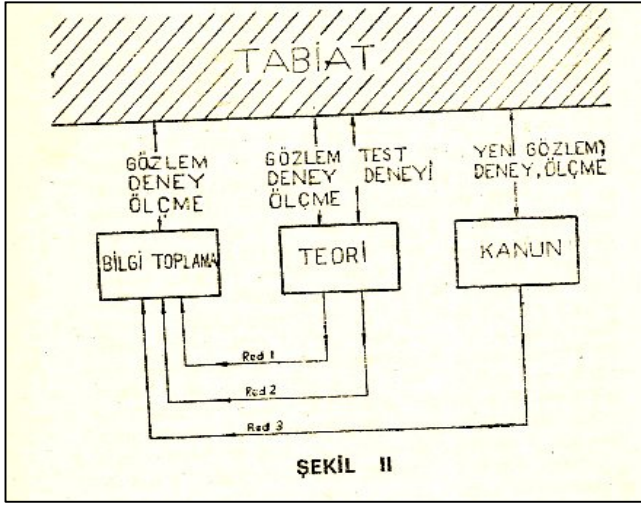 TABİAT
GÖZLEM
DENEY
ÖLÇME
GÖZLEM
DENEY
ÖLÇME
TEST
DENEYİ
YENİ GÖZLEM,
DENEY, ÖLÇME
BİLGİ TOPLAMA
TEORİ
KANUN
Red 1
Red 2
Red 3
ŞEKİL II